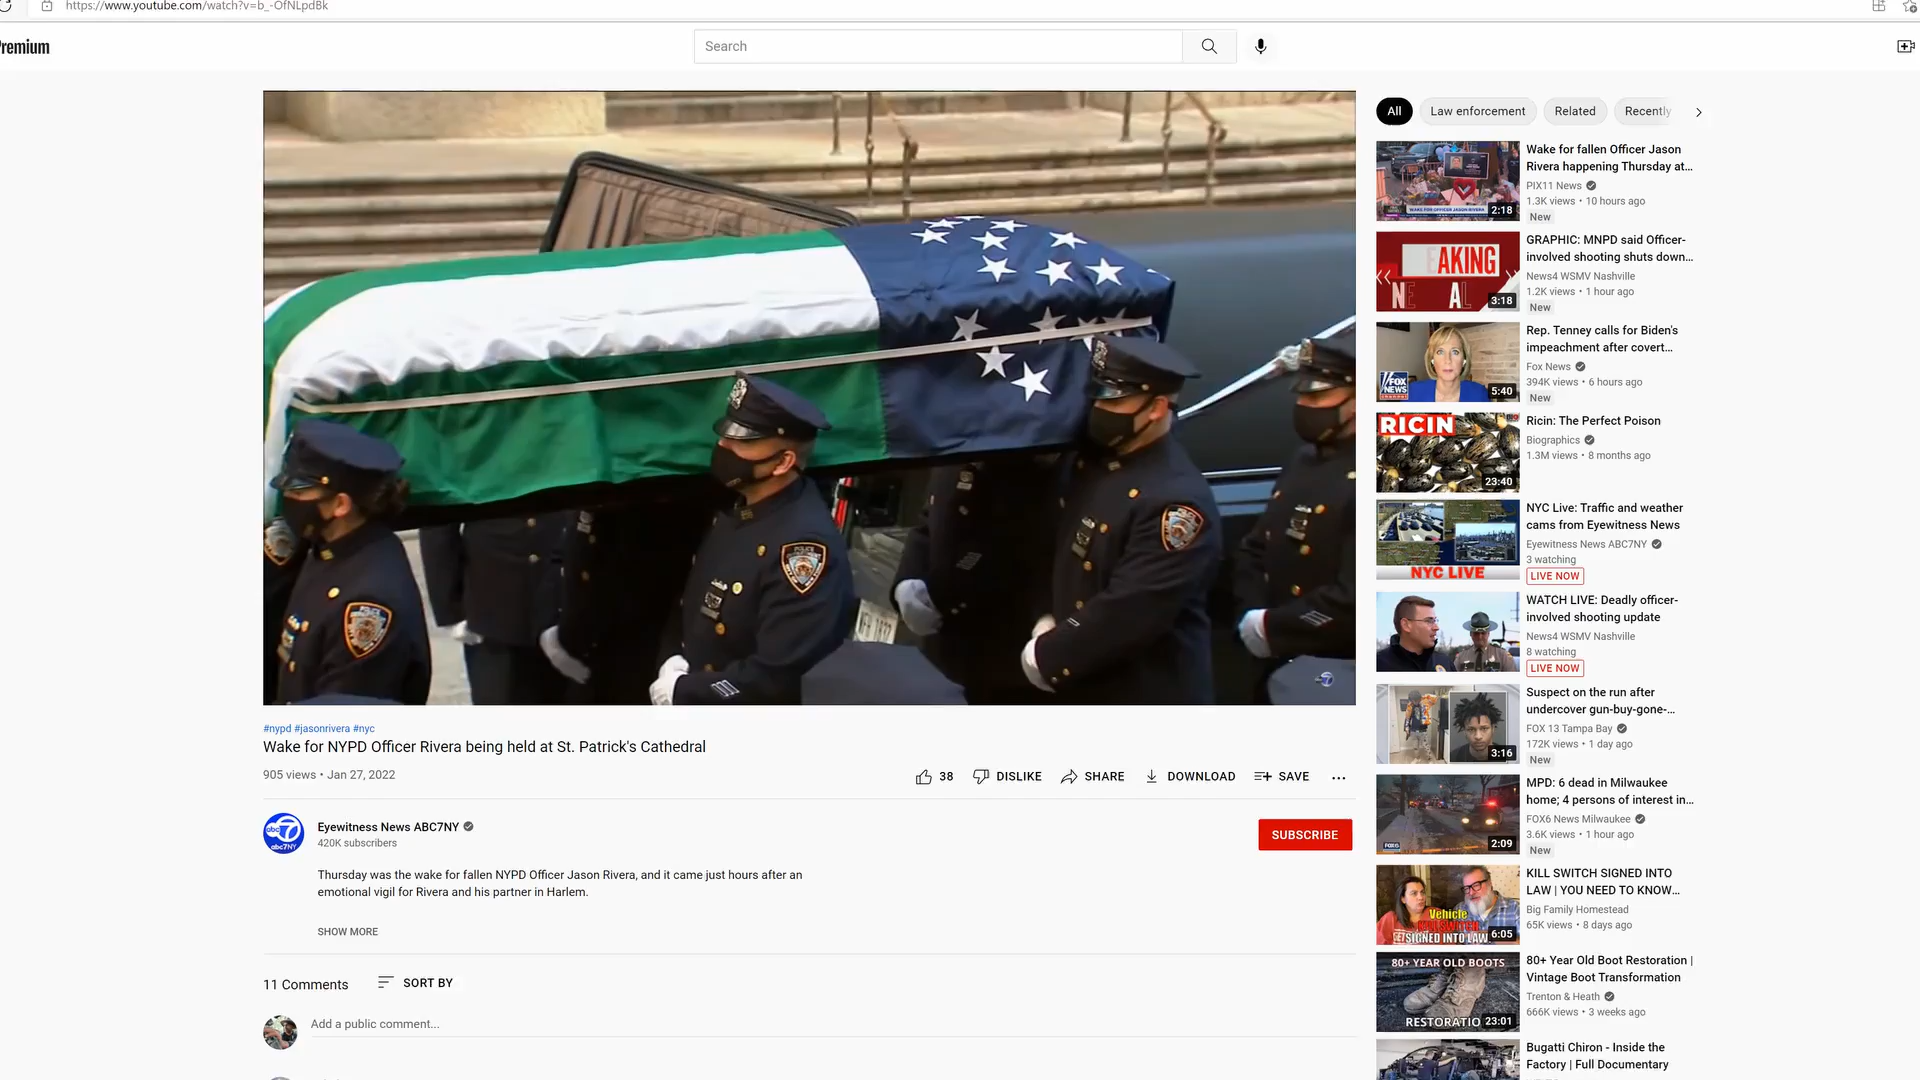 https://www.youtube.com/watch?v=b_-OfNLpdBk
Premium
Search
All
Law enforcement
Related
Recently
#nypd #jasonrivera #nyc
Wake for NYPD Officer Rivera being held at St. Patrick's Cathedral
905 views • Jan 27, 2022
38
DISLIKE
SHARE
DOWNLOAD
SAVE
Eyewitness News ABC7NY
420K subscribers
SUBSCRIBE
Thursday was the wake for fallen NYPD Officer Jason Rivera, and it came just hours after an
emotional vigil for Rivera and his partner in Harlem.
SHOW MORE
11 Comments
SORT BY
Add a public comment...
Wake for fallen Officer Jason
Rivera happening Thursday at...
PIX11 News
1.3K views • 10 hours ago
New
2:18
GRAPHIC: MNPD said Officer-
involved shooting shuts down...
News4 WSMV Nashville
1.2K views • 1 hour ago
New
AKING
3:18
Rep. Tenney calls for Biden's
impeachment after covert...
Fox News
394K views • 6 hours ago
New
FOX
NEWS
5:40
Ricin: The Perfect Poison
Biographics
1.3M views • 8 months ago
RICIN
23:40
NYC Live: Traffic and weather
cams from Eyewitness News
Eyewitness News ABC7NY
3 watching
LIVE NOW
NYC LIVE
WATCH LIVE: Deadly officer-
involved shooting update
News4 WSMV Nashville
8 watching
LIVE NOW
Suspect on the run after
undercover gun-buy-gone-...
FOX 13 Tampa Bay
172K views • 1 day ago
New
3:16
MPD: 6 dead in Milwaukee
home; 4 persons of interest in...
FOX6 News Milwaukee
3.6K views • 1 hour ago
New
2:09
KILL SWITCH SIGNED INTO
LAW | YOU NEED TO KNOW...
Big Family Homestead
65K views • 8 days ago
Vehicle
KILL SWITCH
SIGNED INTO LAW
6:05
80+ Year Old Boot Restoration |
Vintage Boot Transformation
Trenton & Heath
666K views • 3 weeks ago
80+ YEAR OLD BOOTS
RESTORATIO
23:01
Bugatti Chiron - Inside the
Factory | Full Documentary